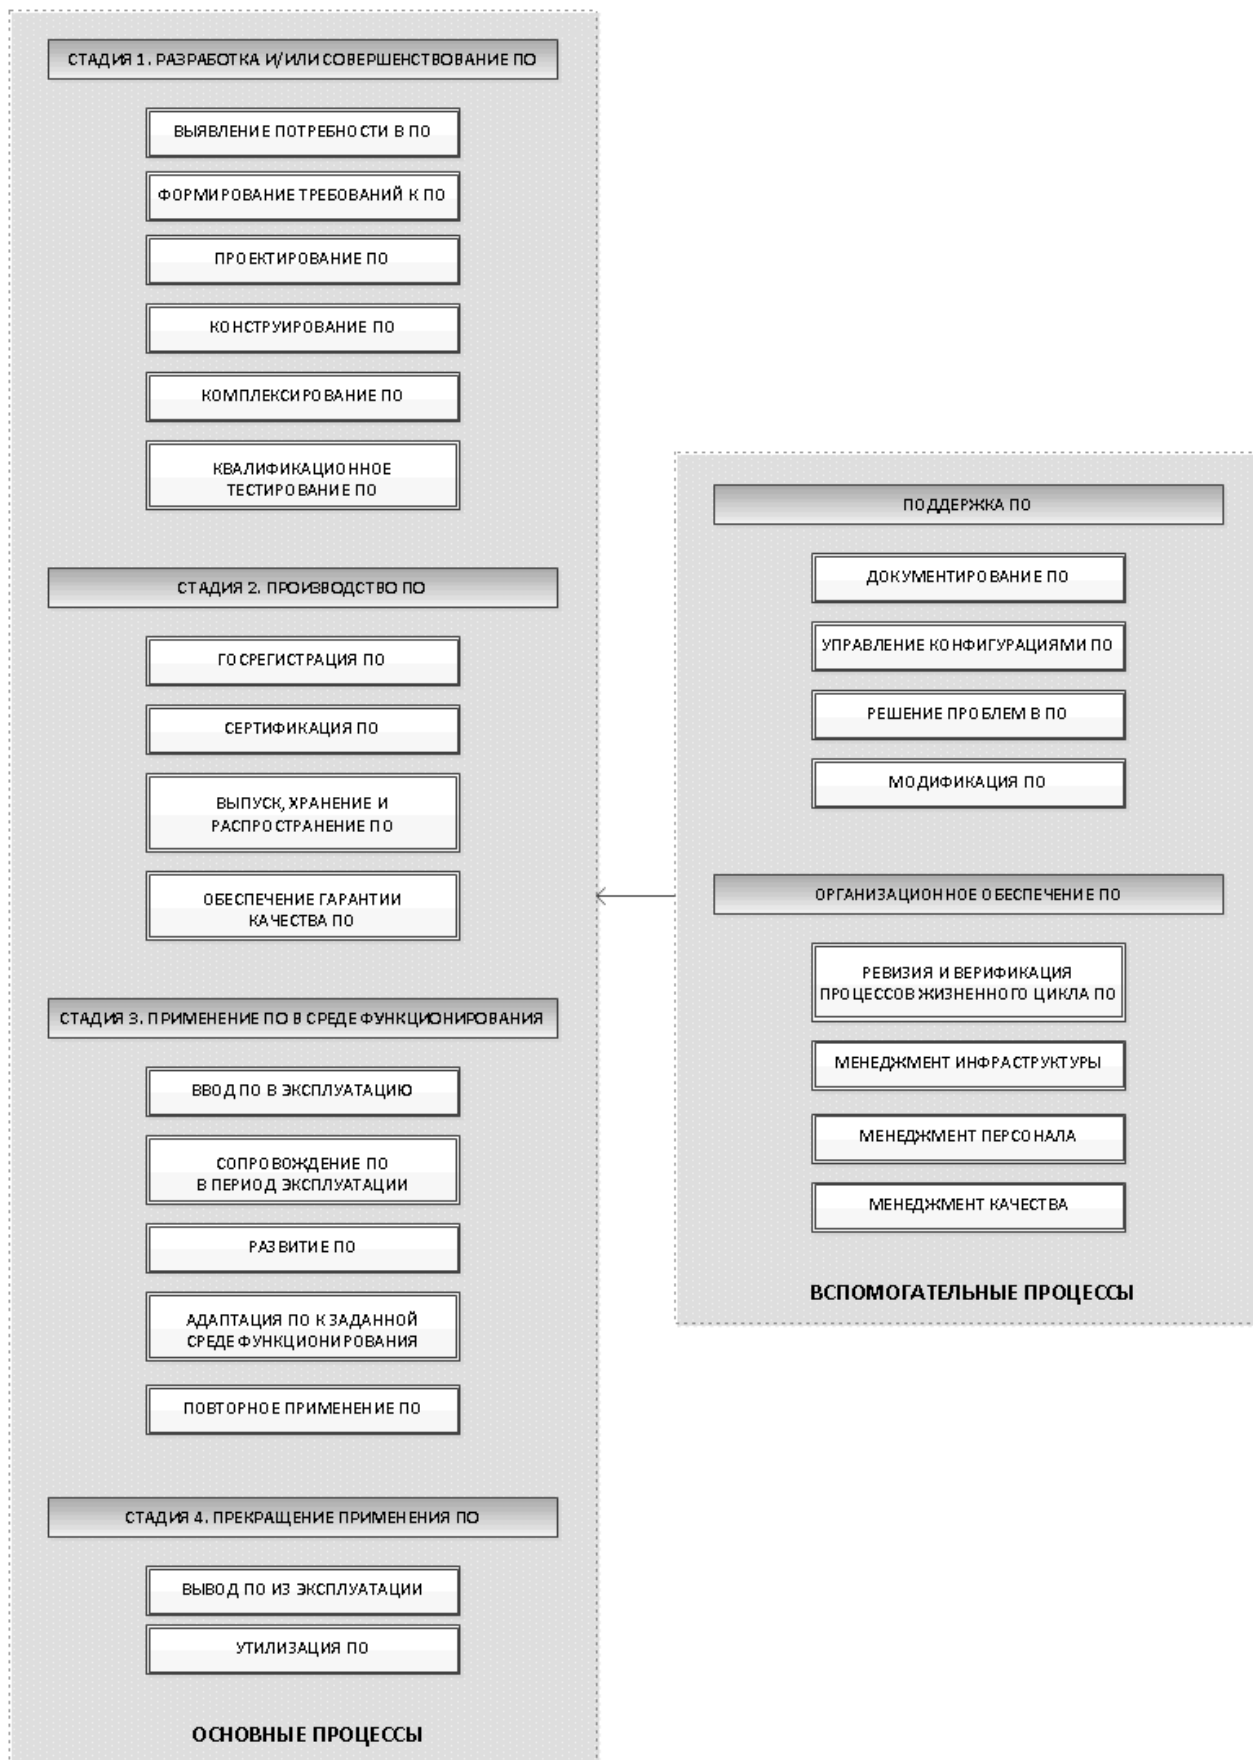 СТАДИЯ 1. РАЗРАБОТКА И/ИЛИ СОВЕРШЕНСТВОВАНИЕ ПО
ВЫЯВЛЕНИЕ ПОТРЕБНОСТИ В ПО
ФОРМИРОВАНИЕ ТРЕБОВАНИЙ К ПО
ПРОЕКТИРОВАНИЕ ПО
КОНСТРУИРОВАНИЕ ПО
КОМПЛЕКСИРОВАНИЕ ПО
КВАЛИФИКАЦИОННОЕ
ТЕСТИРОВАНИЕ ПО
СТАДИЯ 2. ПРОИЗВОДСТВО ПО
ГОСРЕГИСТРАЦИЯ ПО
СЕРТИФИКАЦИЯ ПО
ВЫПУСК, ХРАНЕНИЕ И
РАСПРОСТРАНЕНИЕ ПО
ОБЕСПЕЧЕНИЕ ГАРАНТИИ
КАЧЕСТВА ПО
СТАДИЯ 3. ПРИМЕНЕНИЕ ПО В СРЕДЕ ФУНКЦИОНИРОВАНИЯ
ВВОД ПО В ЭКСПЛУАТАЦИЮ
СОПРОВОЖДЕНИЕ ПО
В ПЕРИОД ЭКСПЛУАТАЦИИ
РАЗВИТИЕ ПО
АДАПТАЦИЯ ПО К ЗАДАННОЙ
СРЕДЕ ФУНКЦИОНИРОВАНИЯ
ПОВТОРНОЕ ПРИМЕНЕНИЕ ПО
СТАДИЯ 4. ПРЕКРАЩЕНИЕ ПРИМЕНЕНИЯ ПО
ВЫВОД ПО ИЗ ЭКСПЛУАТАЦИИ
УТИЛИЗАЦИЯ ПО
ОСНОВНЫЕ ПРОЦЕССЫ
ПОДДЕРЖКА ПО
ДОКУМЕНТИРОВАНИЕ ПО
УПРАВЛЕНИЕ КОНФИГУРАЦИЯМИ ПО
РЕШЕНИЕ ПРОБЛЕМ В ПО
МОДИФИКАЦИЯ ПО
ОРГАНИЗАЦИОННОЕ ОБЕСПЕЧЕНИЕ ПО
РЕВИЗИЯ И ВЕРИФИКАЦИЯ
ПРОЦЕССОВ ЖИЗНЕННОГО ЦИКЛА ПО
МЕНЕДЖМЕНТ ИНФРАСТРУКТУРЫ
МЕНЕДЖМЕНТ ПЕРСОНАЛА
МЕНЕДЖМЕНТ КАЧЕСТВА
ВСПОМОГАТЕЛЬНЫЕ ПРОЦЕССЫ